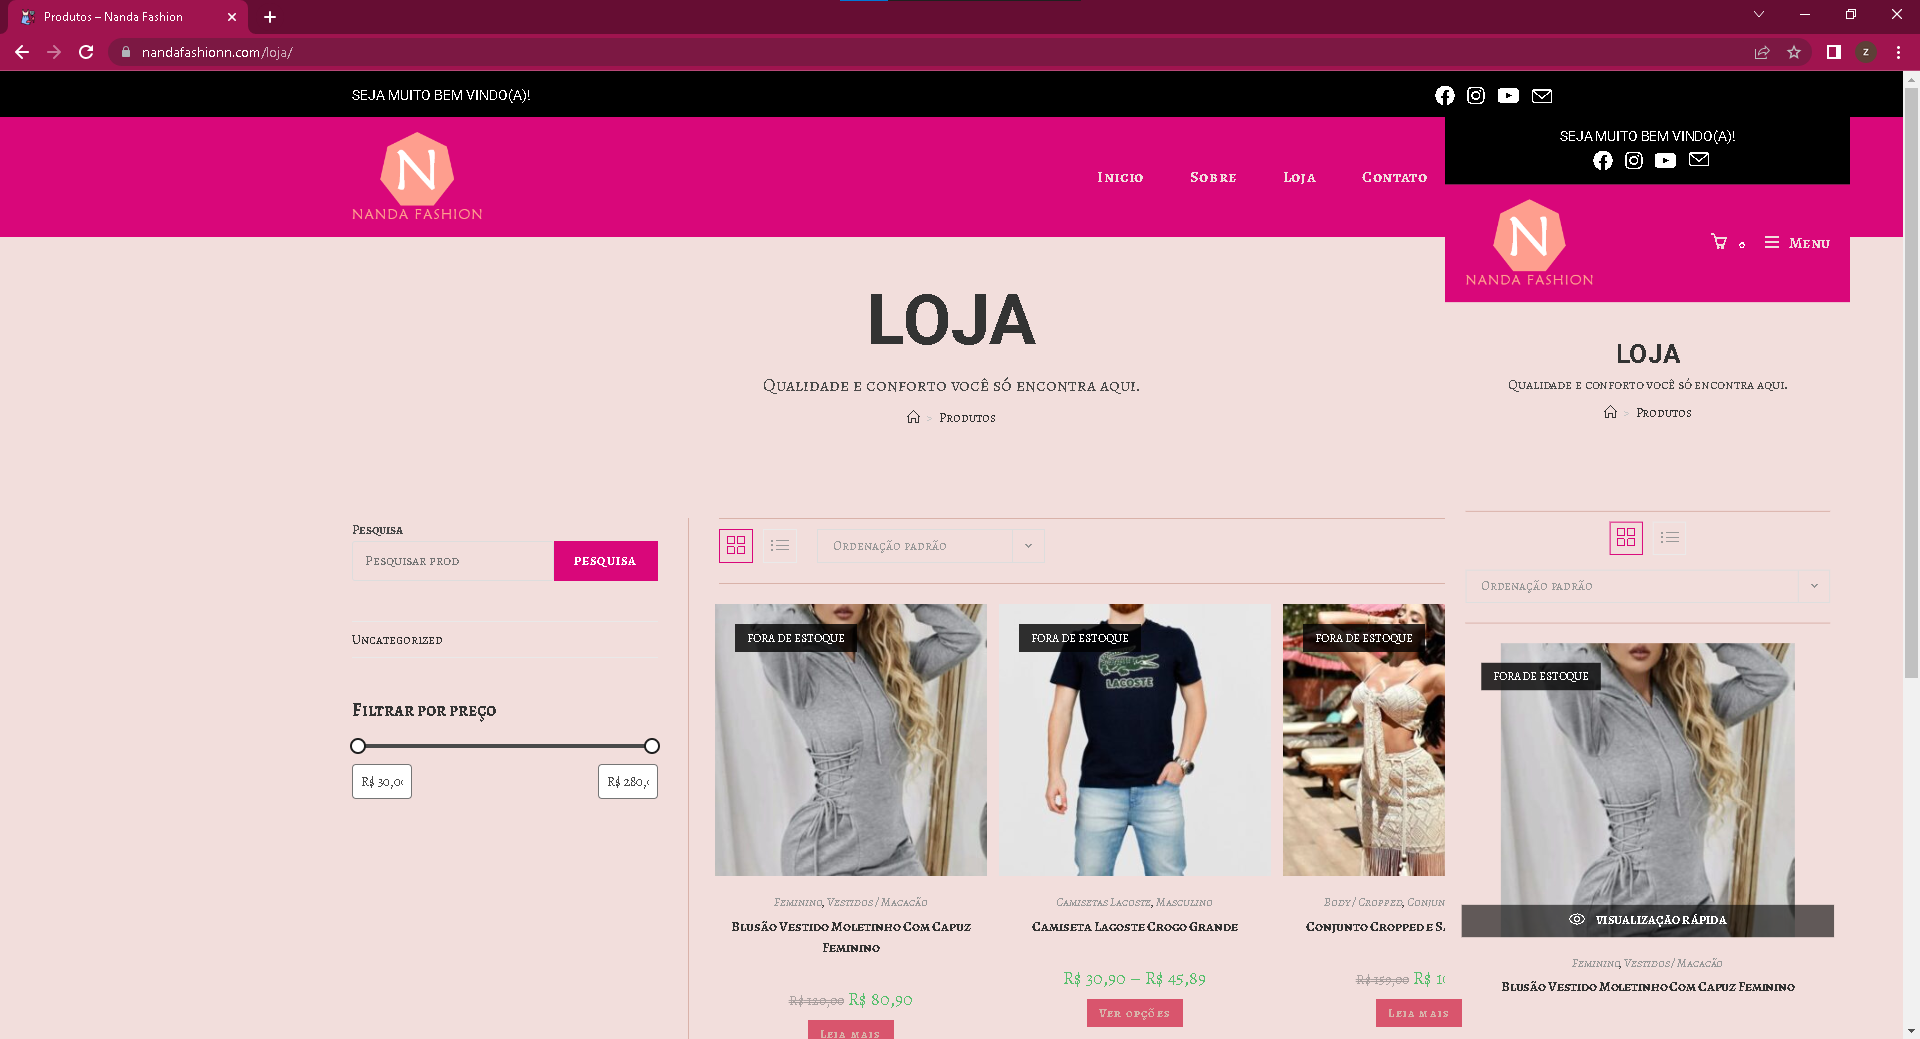 Produtos – Nanda Fashion
nandafashionn.com/loja/
Z
SEJA MUITO BEM VINDO(A)!
N
NANDA FASHION
Inicio
Sobre
Loja
Contato
LOJA
Qualidade e conforto você só encontra aqui.
> Produtos
Pesquisa
Pesquisar prod
PESQUISA
Uncategorized
Filtrar por preço
R$ 30,00
R$ 280,
Ordenação padrão
FORA DE ESTOQUE
Feminino, Vestidos / Macacão
Blusão Vestido Moletinho Com Capuz
Feminino
R$ 120,00 R$ 80,90
Leia mais
FORA DE ESTOQUE
LACOSTE
Camisetas Lacoste, Masculino
Camiseta Lagoste Crogo Grande
R$ 30,90 – R$ 45,89
Ver opções
FORA DE ESTOQUE
Body / Cropped, Conjun
Conjunto Cropped e S
R$ 159,00 R$ 1
Leia mais
SEJA MUITO BEM VINDO(A)!
N
NANDA FASHION
0
Menu
LOJA
Qualidade e conforto você só encontra aqui.
> Produtos
Ordenação padrão
FORA DE ESTOQUE
VISUALIZAÇÃO RÁPIDA
Feminino, Vestidos / Macacão
Blusão Vestido Moletinho Com Capuz Feminino